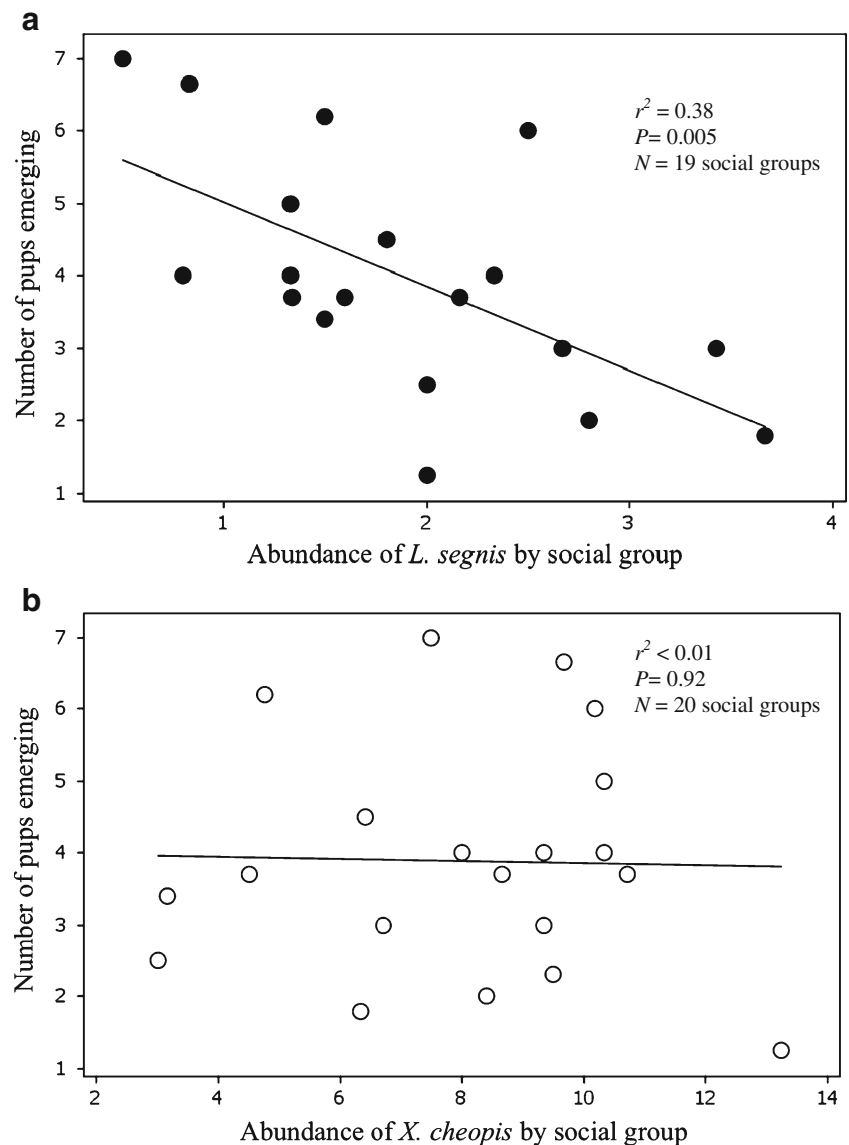 a
7
6
5
4
3
2
1
Number of pups emerging
r² = 0.38
P= 0.005
N = 19 social groups
1 2 3 4
Abundance of L. segnis by social group
b
7
6
5
4
3
2
1
Number of pups emerging
r² < 0.01
P= 0.92
N = 20 social groups
2 4 6 8 10 12 14
Abundance of X. cheopis by social group